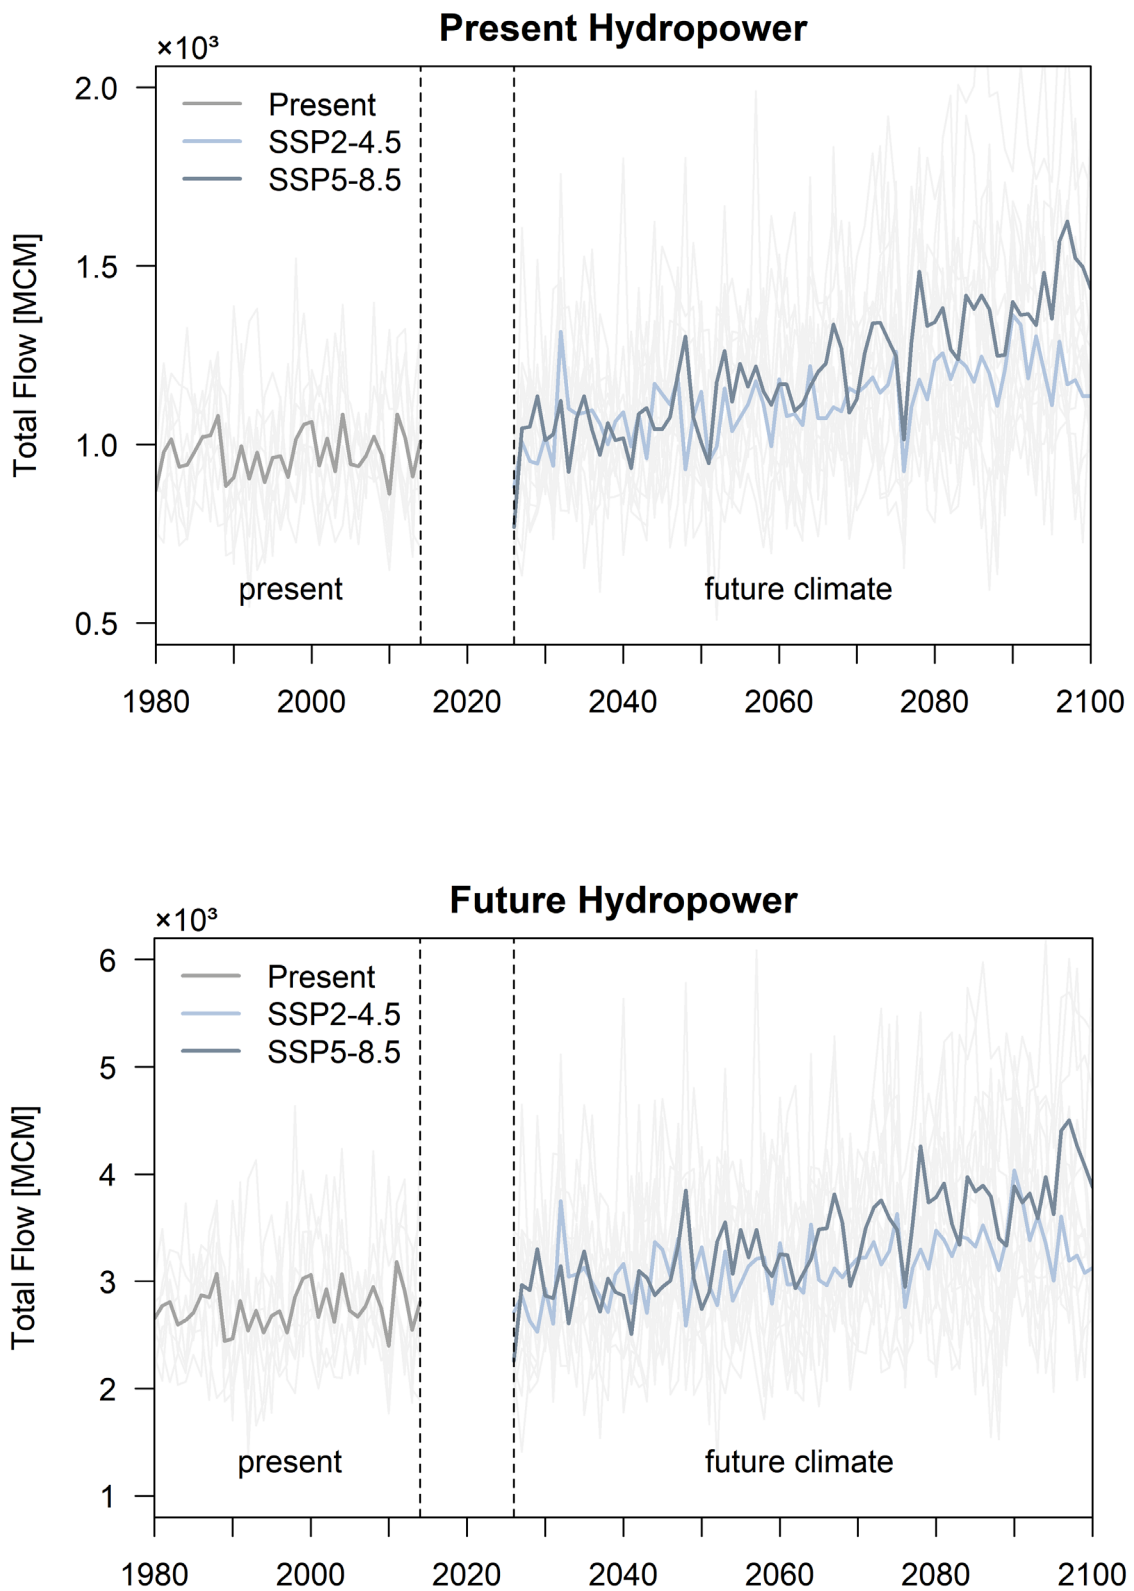 Present Hydropower
×10³
2.0
1.5
1.0
0.5
Total Flow [MCM]
Present
SSP2-4.5
SSP5-8.5
present
future climate
1980 2000 2020 2040 2060 2080 2100
Future Hydropower
×10³
6
5
4
3
2
1
Total Flow [MCM]
Present
SSP2-4.5
SSP5-8.5
present
future climate
1980 2000 2020 2040 2060 2080 2100